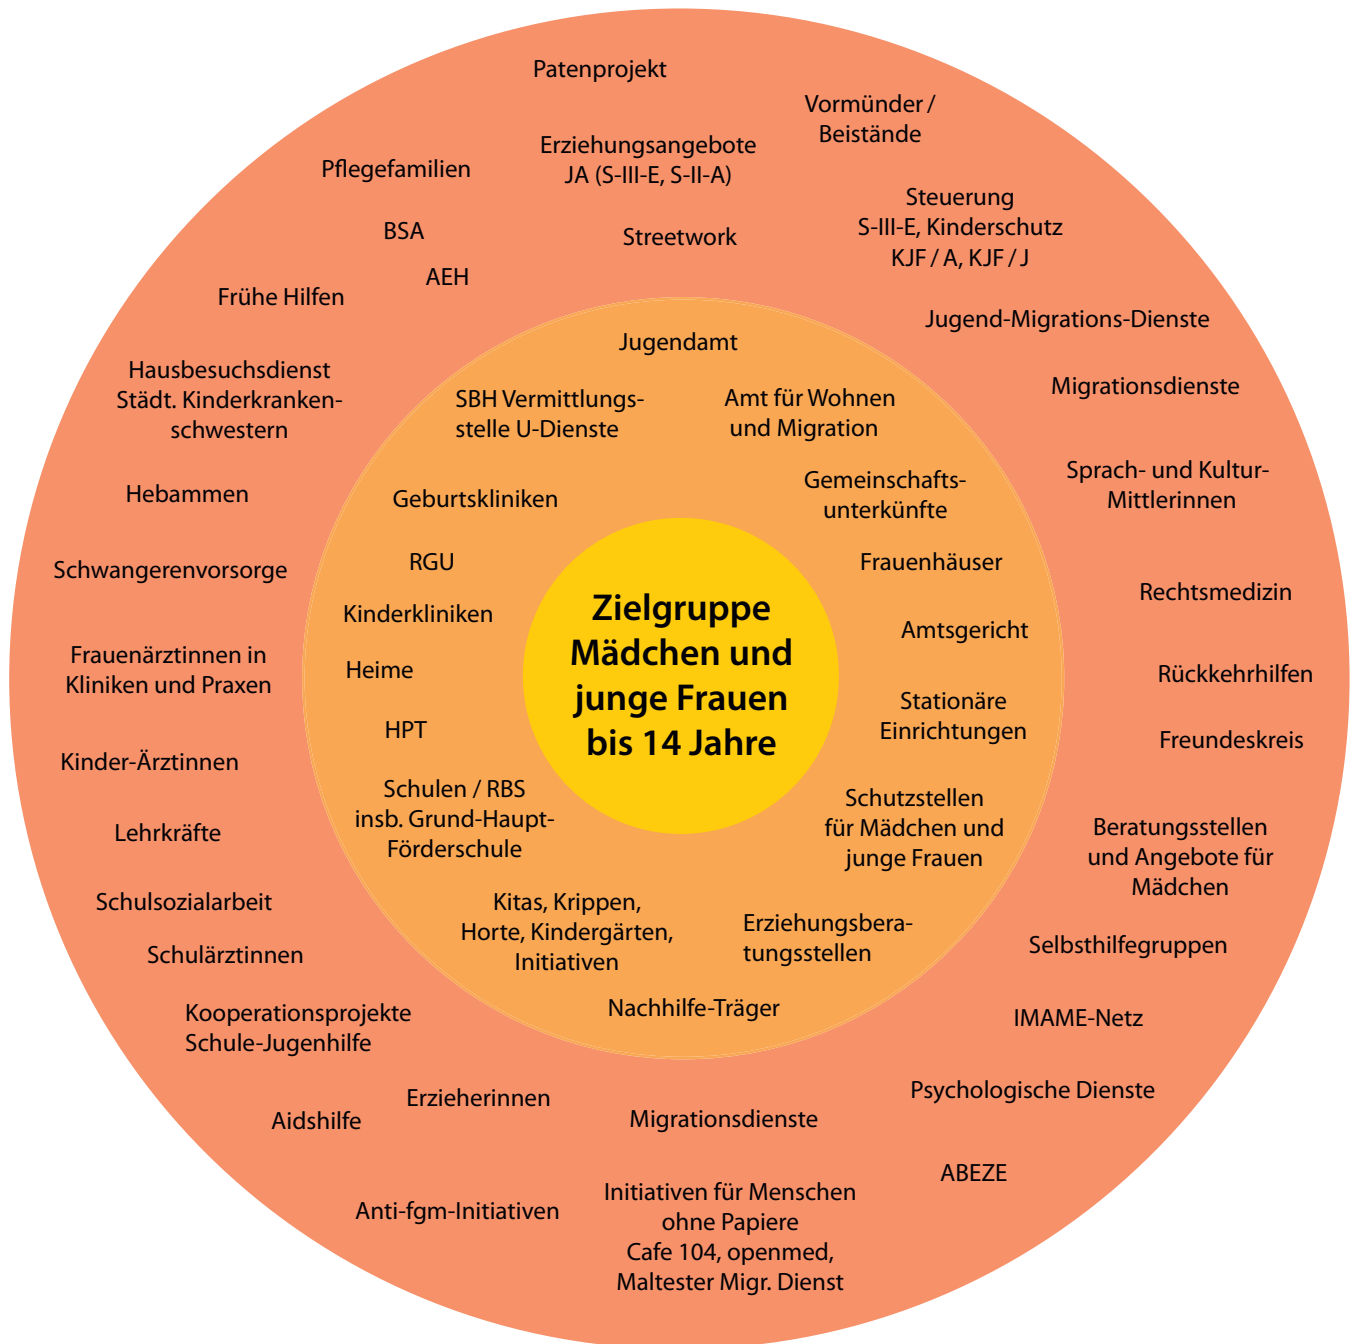 Patenprojekt
Vormünder /
Beistände
Erziehungsangebote
JA (S-III-E, S-II-A)
Pflegefamilien
Steuerung
S-III-E, Kinderschutz
KJF / A, KJF / J
BSA
Streetwork
AEH
Frühe Hilfen
Jugend-Migrations-Dienste
Hausbesuchsdienst
Städt. Kinderkranken-
schwestern
Migrationsdienste
Hebammen
Sprach- und Kultur-
Mittlerinnen
Schwangerenvorsorge
Rechtsmedizin
Frauenärztinnen in
Kliniken und Praxen
Rückkehrhilfen
Kinder-Ärztinnen
Freundeskreis
Lehrkräfte
Beratungsstellen
und Angebote für
Mädchen
Schulsozialarbeit
Schulärztinnen
Selbsthilfegruppen
Kooperationsprojekte
Schule-Jugenhilfe
IMAME-Netz
Erzieherinnen
Psychologische Dienste
Aidshilfe
Migrationsdienste
ABEZE
Anti-fgm-Initiativen
Initiativen für Menschen
ohne Papiere
Cafe 104, openmed,
Maltester Migr. Dienst
Jugendamt
SBH Vermittlungs-
stelle U-Dienste
Amt für Wohnen
und Migration
Geburtskliniken
Gemeinschafts-
unterkünfte
RGU
Frauenhäuser
Kinderkliniken
Amtsgericht
Heime
Stationäre
Einrichtungen
HPT
Schulen / RBS
insb. Grund-Haupt-
Förderschule
Schutzstellen
für Mädchen und
junge Frauen
Kitas, Krippen,
Horte, Kindergärten,
Initiativen
Erziehungsbera-
tungsstellen
Nachhilfe-Träger
Zielgruppe
Mädchen und
junge Frauen
bis 14 Jahre